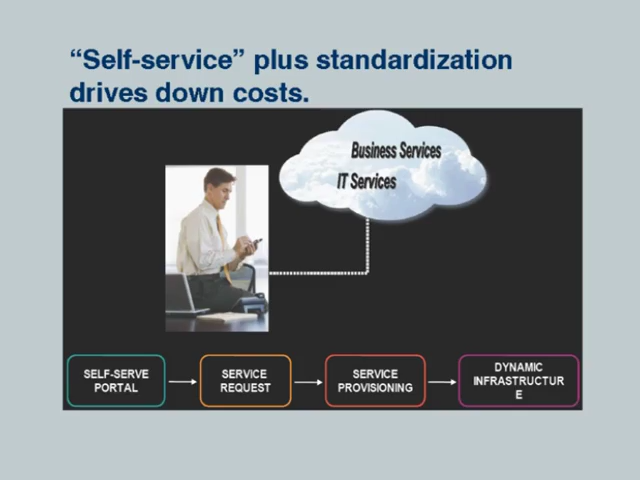 “Self-service” plus standardization
drives down costs.
Business Services
IT Services
SELF-SERVE
PORTAL
SERVICE
REQUEST
SERVICE
PROVISIONING
DYNAMIC
INFRASTRUCTUR
E